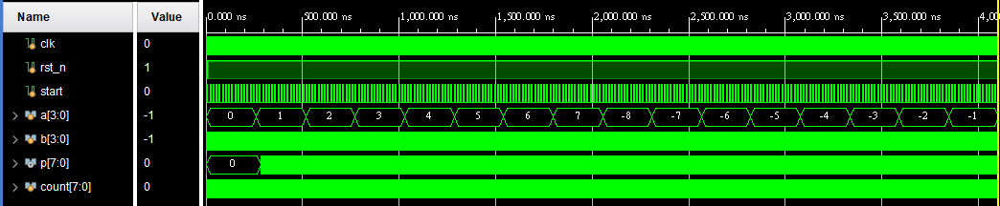 Name Value 0.000 ns 500.000 ns 1,000.000 ns 1,500.000 ns 2,000.000 ns 2,500.000 ns 3,000.000 ns 3,500.000 ns 4,0
clk 0
rst_n 1
start 0
a[3:0] -1 0 1 2 3 4 5 6 7 -8 -7 -6 -5 -4 -3 -2 -1
b[3:0] -1
p[7:0] 0 0
count[7:0] 0